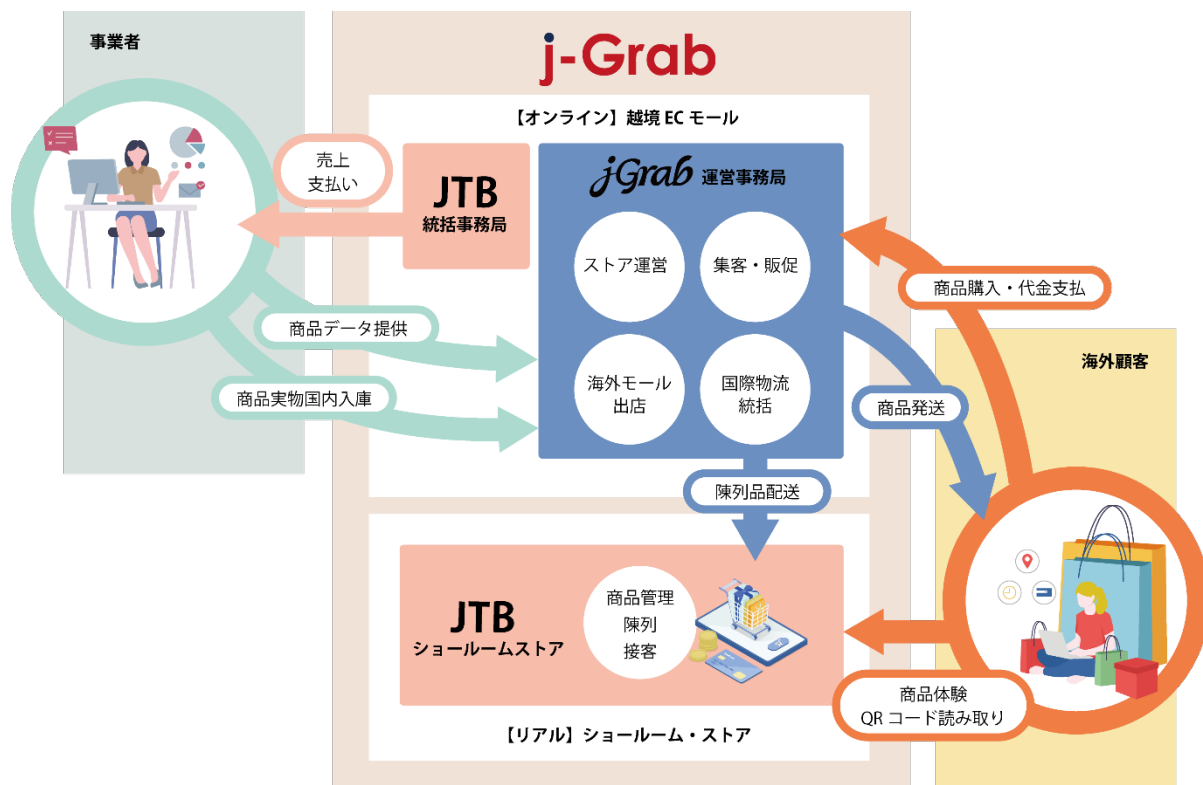 事業者
j-Grab
【オンライン】越境 EC モール
売上
支払い
JTB
統括事務局
j-Grab 運営事務局
ストア運営
集客・販促
海外モール
出店
国際物流
統括
商品データ提供
商品実物国内入庫
商品購入・代金支払
海外顧客
商品発送
陳列品配送
JTB
ショールームストア
商品管理
陳列
接客
商品体験
QR コード読み取り
【リアル】ショールーム・ストア